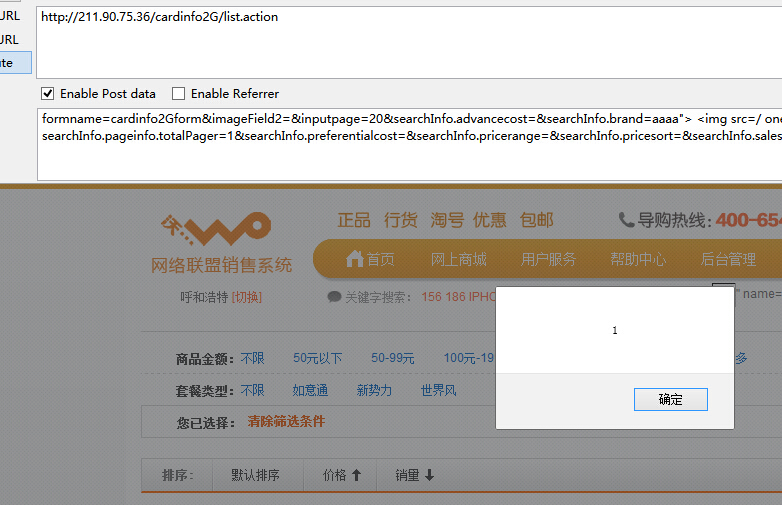 URL
http://211.90.75.36/cardinfo2G/list.action
URL
ute
Enable Post data Enable Referrer
formname=cardinfo2Gform&imageField2=&inputpage=20&searchInfo.advancecost=&searchInfo.brand=aaaa"> <img src=/ one
searchInfo.pageinfo.totalPager=1&searchInfo.preferentialcost=&searchInfo.pricerange=&searchInfo.pricesort=&searchInfo.sales
沃... WO
网络联盟销售系统
正品 行货 淘号 优惠 包邮
导购热线: 400-654
首页 网上商城 用户服务 帮助中心 后台管理
呼和浩特 [切换]
关键字搜索: 156 186 IPHO
" name=
1
确定
商品金额: 不限 50元以下 50-99元 100元-19
多
套餐类型: 不限 如意通 新势力 世界风
您已选择: 清除筛选条件
排序: 默认排序 价格 销量